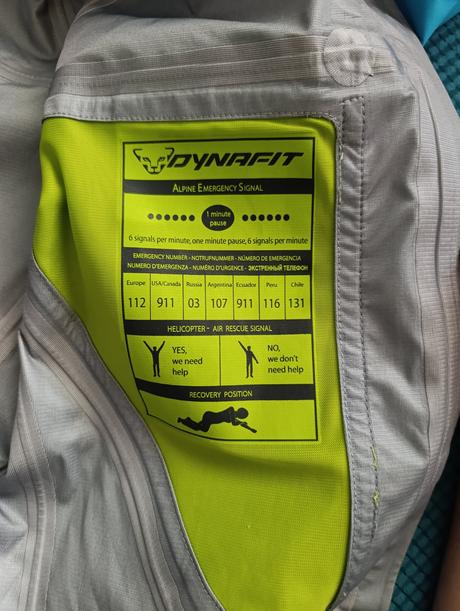 DYNAFIT
ALPINE EMERGENCY SIGNAL
1 minute
pause
6 signals per minute, one minute pause, 6 signals per minute
EMERGENCY NUMBER - NOTRUFNUMMER - NÚMERO DE EMERGENCIA
NUMERO D'EMERGENZA - NUMÉRO D'URGENCE - ЭКСТРЕННЫЙ ТЕЛЕФОН
Europe USA/Canada Russia Argentina Ecuador Peru Chile
112 911 03 107 911 116 131
HELICOPTER - AIR RESCUE SIGNAL
YES,
we need
help
NO,
we don't
need help
RECOVERY POSITION